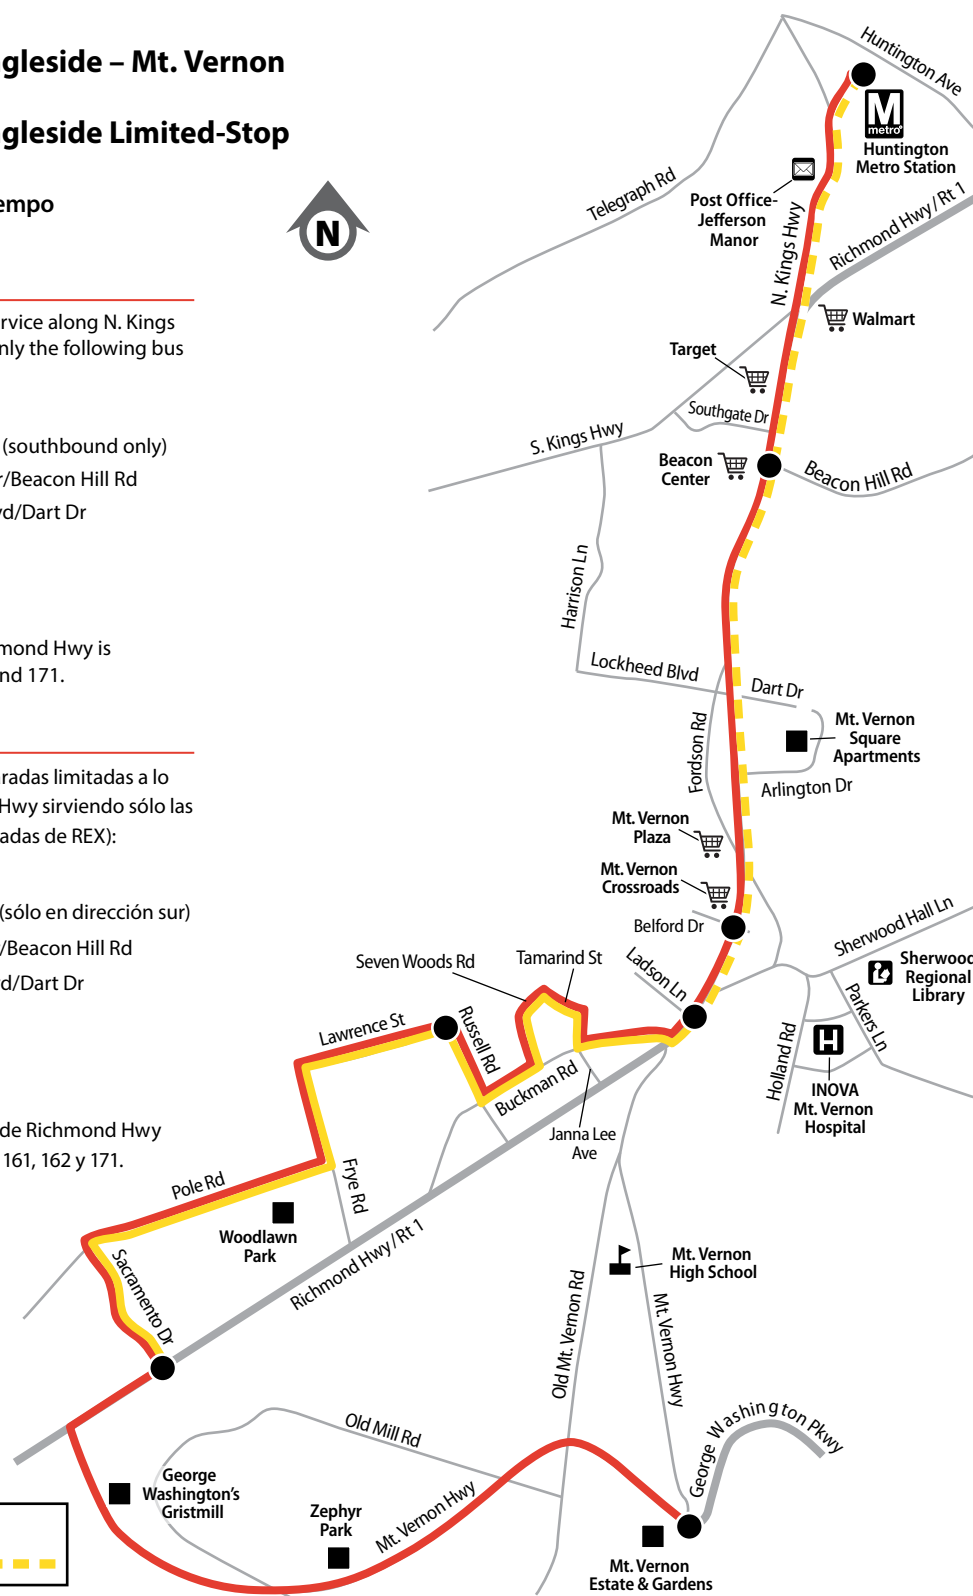 gleside – Mt. Vernon
gleside Limited-Stop
empo
rvice along N. Kings
nly the following bus
(southbound only)
r/Beacon Hill Rd
vd/Dart Dr
mond Hwy is
nd 171.
radas limitadas a lo
Hwy sirviendo sólo las
adas de REX):
(sólo en dirección sur)
/Beacon Hill Rd
rd/Dart Dr
de Richmond Hwy
161, 162 y 171.
N
Huntington Ave
M
metro
Huntington
Metro Station
Telegraph Rd
Post Office-
Jefferson
Manor
N. Kings Hwy
Richmond Hwy/Rt 1
Walmart
Target
Southgate Dr
S. Kings Hwy
Beacon
Center
Beacon Hill Rd
Harrison Ln
Lockheed Blvd
Dart Dr
Fordson Rd
Mt. Vernon
Square
Apartments
Arlington Dr
Mt. Vernon
Plaza
Mt. Vernon
Crossroads
Belford Dr
Sherwood Hall Ln
Sherwood
Regional
Library
Ladson Ln
Seven Woods Rd
Tamarind St
Lawrence St
Russell Rd
Parkers Ln
Holland Rd
H
INOVA
Mt. Vernon
Hospital
Buckman Rd
Janna Lee
Ave
Pole Rd
Frye Rd
Woodlawn
Park
Richmond Hwy/Rt 1
Sacramento Dr
Mt. Vernon
High School
Old Mt. Vernon Rd
Mt. Vernon Hwy
George Washington Pkwy
Old Mill Rd
George
Washington's
Gristmill
Zephyr
Park
Mt. Vernon Hwy
Mt. Vernon
Estate & Gardens